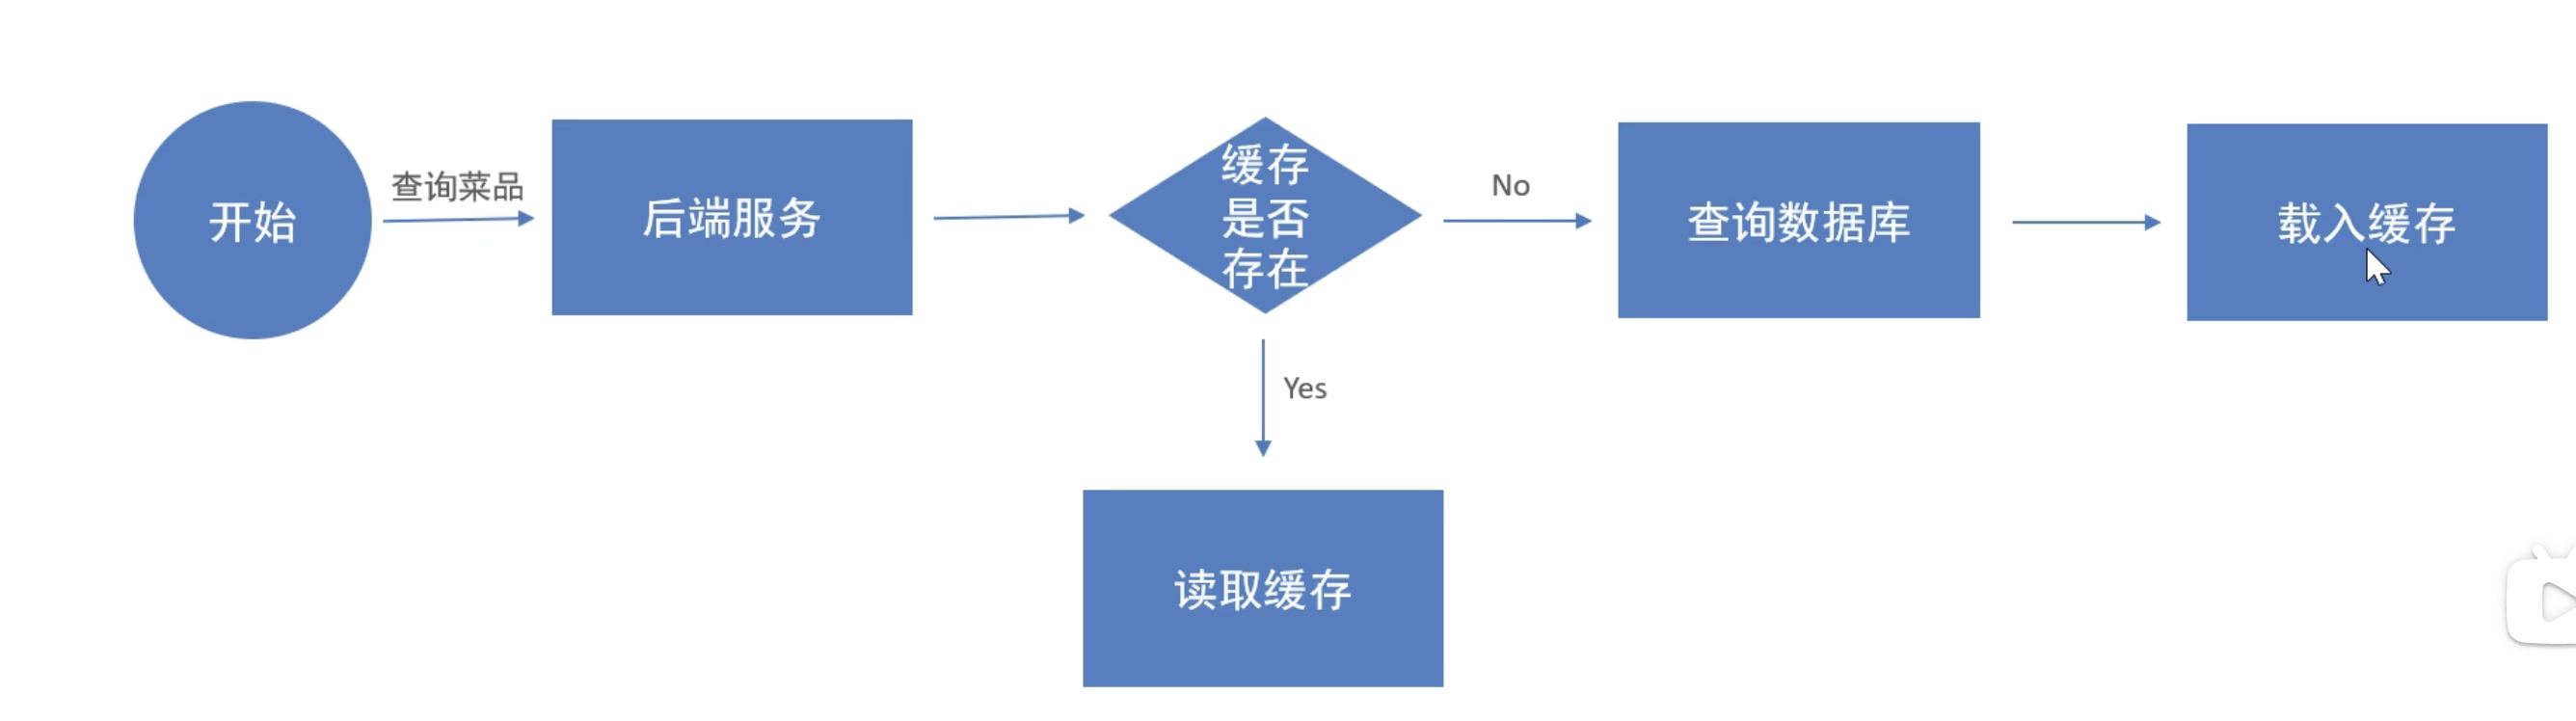 开始
查询菜品
后端服务
缓存
是否
存在
No
查询数据库
载入缓存
Yes
读取缓存